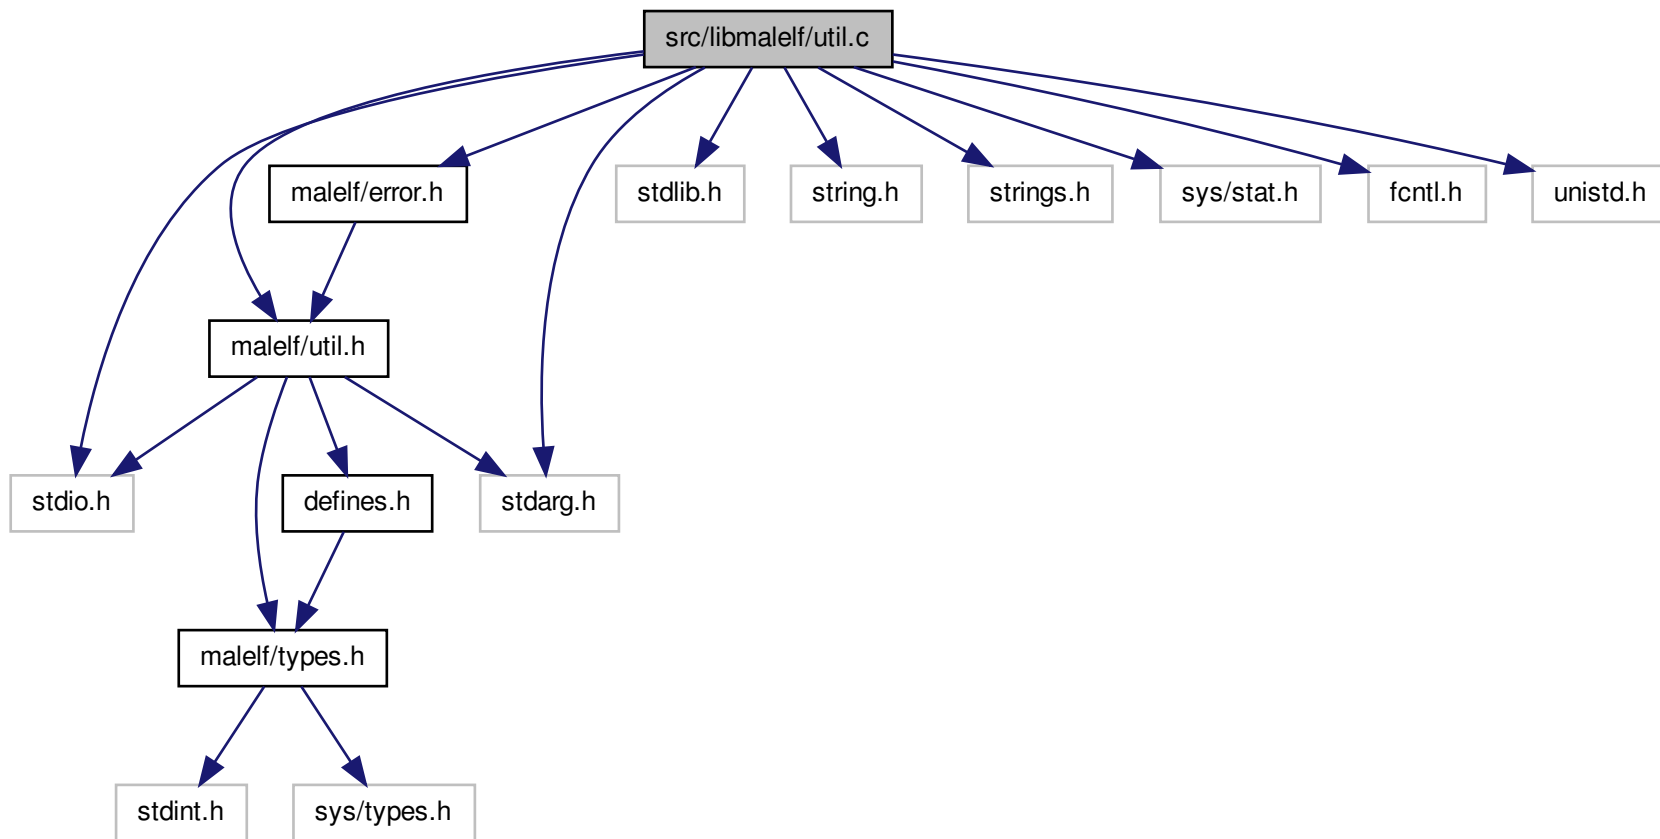 src/libmalelf/util.c
malelf/error.h
stdlib.h
string.h
strings.h
sys/stat.h
fcntl.h
unistd.h
malelf/util.h
stdio.h
defines.h
stdarg.h
malelf/types.h
stdint.h
sys/types.h